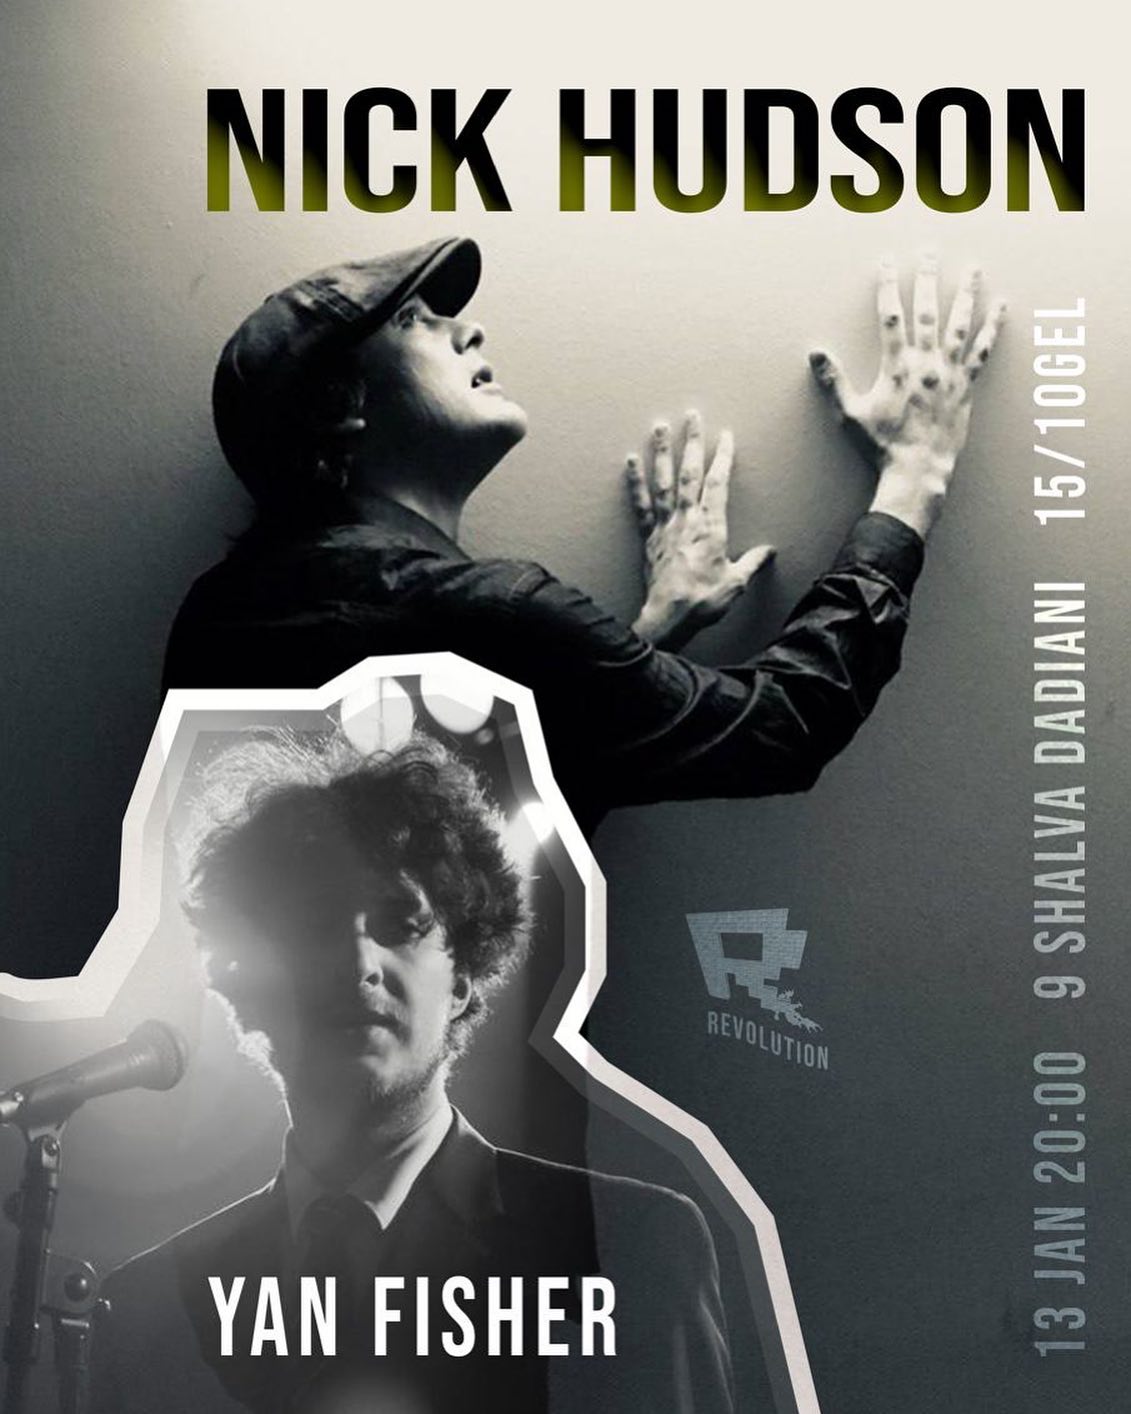 NICK HUDSON
13 JAN 20:00 9 SHALVA DADIANI 15/10GEL
R
REVOLUTION
YAN FISHER